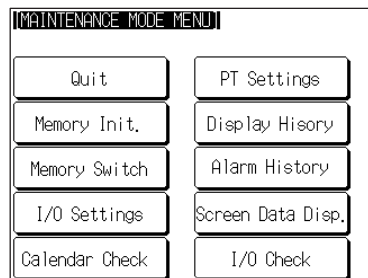 [MAINTENANCE MODE MENU]
Quit
PT Settings
Memory Init.
Display Hisory
Memory Switch
Alarm History
I/O Settings
Screen Data Disp.
Calendar Check
I/O Check